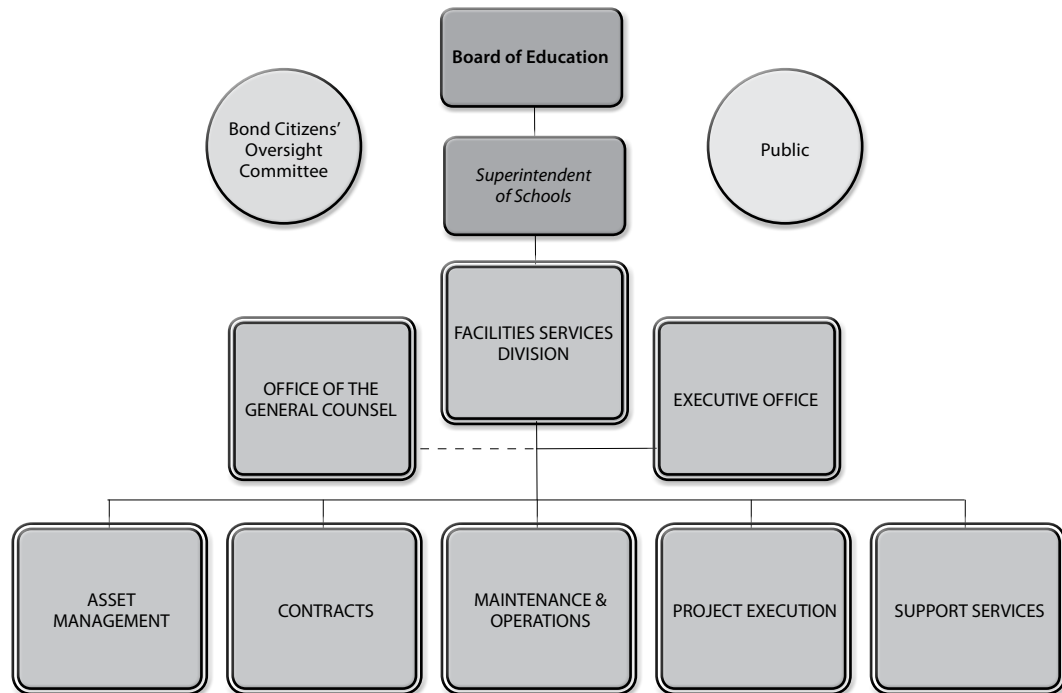 Board of Education
Bond Citizens'
Oversight
Committee
Public
Superintendent
of Schools
FACILITIES SERVICES
DIVISION
OFFICE OF THE
GENERAL COUNSEL
EXECUTIVE OFFICE
ASSET
MANAGEMENT
CONTRACTS
MAINTENANCE &
OPERATIONS
PROJECT EXECUTION
SUPPORT SERVICES